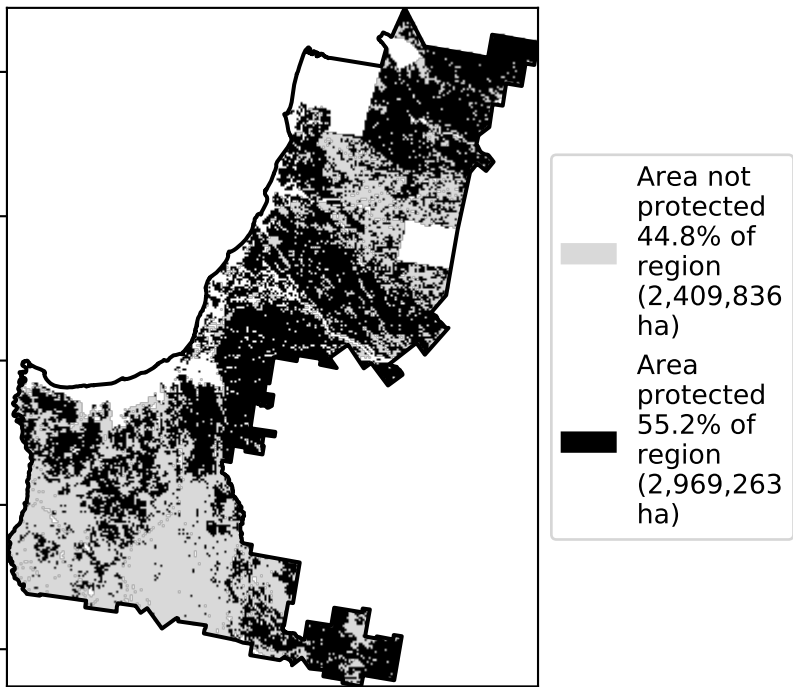 Area not
protected
44.8% of
region
(2,409,836
ha)
Area
protected
55.2% of
region
(2,969,263
ha)